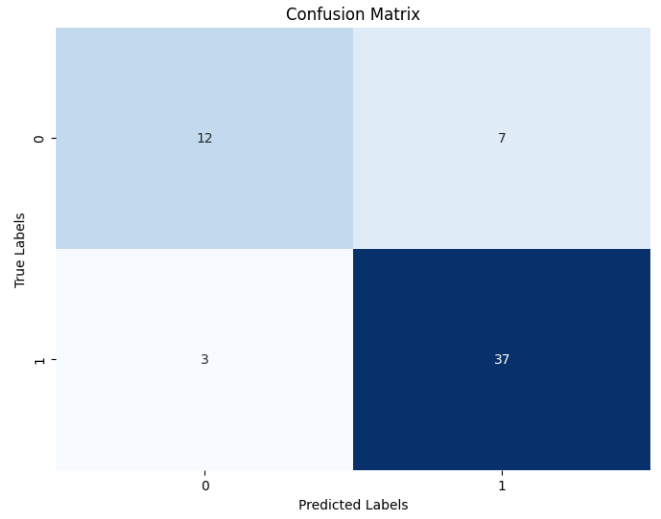 Confusion Matrix
True Labels
0
12
7
1
3
37
0
1
Predicted Labels